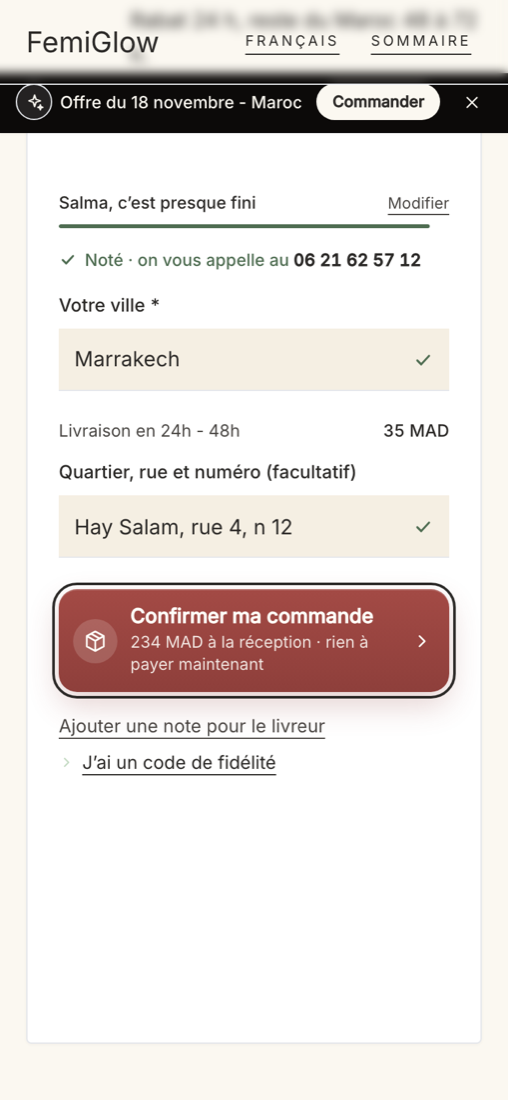 FemiGlow
FRANÇAIS
SOMMAIRE
Offre du 18 novembre - Maroc
Commander
Salma, c’est presque fini
Modifier
Noté · on vous appelle au 06 21 62 57 12
Votre ville *
Marrakech
Livraison en 24h - 48h
35 MAD
Quartier, rue et numéro (facultatif)
Hay Salam, rue 4, n 12
Confirmer ma commande
234 MAD à la réception · rien à
payer maintenant
Ajouter une note pour le livreur
J’ai un code de fidélité